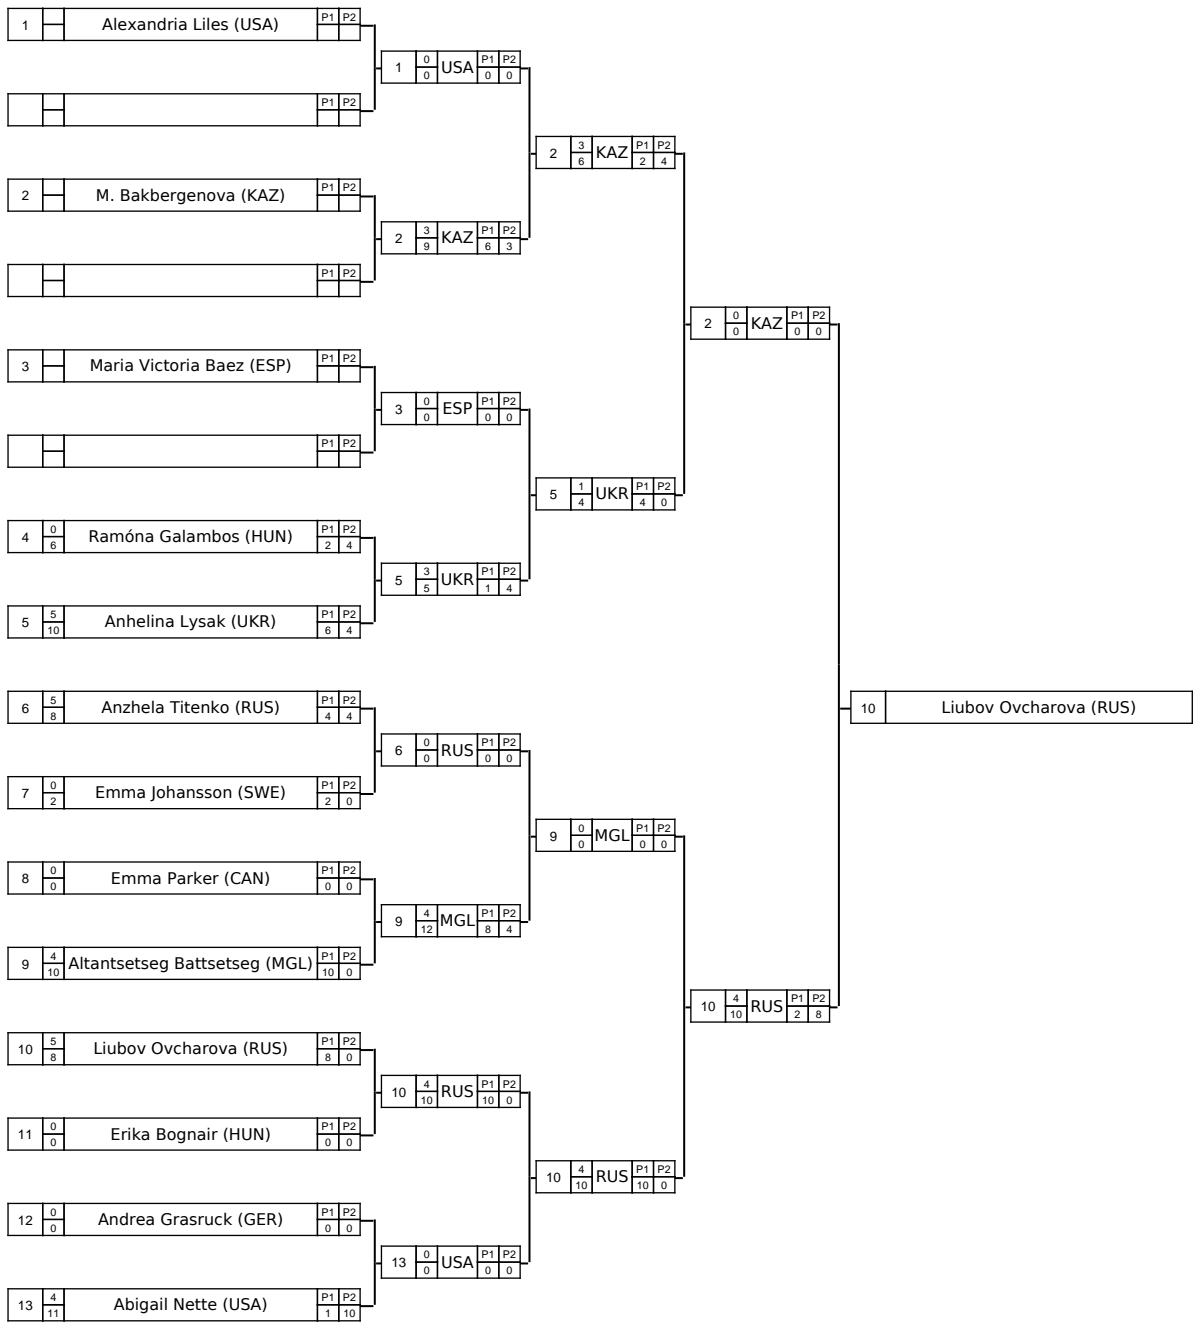 1 Alexandria Liles (USA) P1 P2
1 0 0 USA P1 P2 0 0
P1 P2
2 3 6 KAZ P1 P2 2 4
2 M. Bakbergenova (KAZ) P1 P2
2 3 9 KAZ P1 P2 6 3
P1 P2
2 0 0 KAZ P1 P2 0 0
3 Maria Victoria Baez (ESP) P1 P2
3 0 0 ESP P1 P2 0 0
P1 P2
5 1 4 UKR P1 P2 4 0
4 0 6 Ramóna Galambos (HUN) P1 P2 2 4
5 3 5 UKR P1 P2 1 4
5 5 10 Anhelina Lysak (UKR) P1 P2 6 4
6 5 8 Anzhela Titenko (RUS) P1 P2 4 4
10 Liubov Ovcharova (RUS)
6 0 0 RUS P1 P2 0 0
7 0 2 Emma Johansson (SWE) P1 P2 2 0
9 0 0 MGL P1 P2 0 0
8 0 0 Emma Parker (CAN) P1 P2 0 0
9 4 12 MGL P1 P2 8 4
9 4 10 Altantsetseg Battsetseg (MGL) P1 P2 10 0
10 4 10 RUS P1 P2 2 8
10 5 8 Liubov Ovcharova (RUS) P1 P2 8 0
10 4 10 RUS P1 P2 10 0
11 0 0 Erika Bognair (HUN) P1 P2 0 0
10 4 10 RUS P1 P2 10 0
12 0 0 Andrea Grasruck (GER) P1 P2 0 0
13 0 0 USA P1 P2 0 0
13 4 11 Abigail Nette (USA) P1 P2 1 10